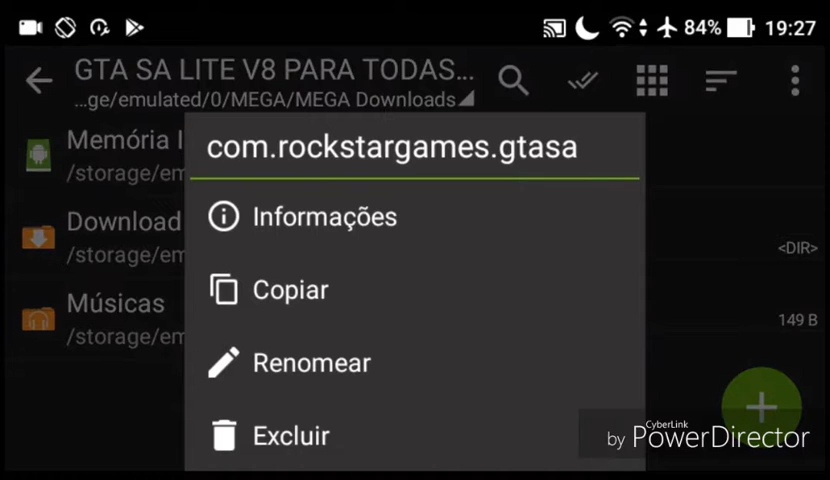 84% 19:27
GTA SA LITE V8 PARA TODAS...
...ge/emulated/0/MEGA/MEGA Downloads
com.rockstargames.gtasa
Memória I
/storage/em
Informações
Download
/storage/em
<DIR>
Copiar
Músicas
/storage/em
149 B
Renomear
Excluir
CyberLink
by PowerDirector